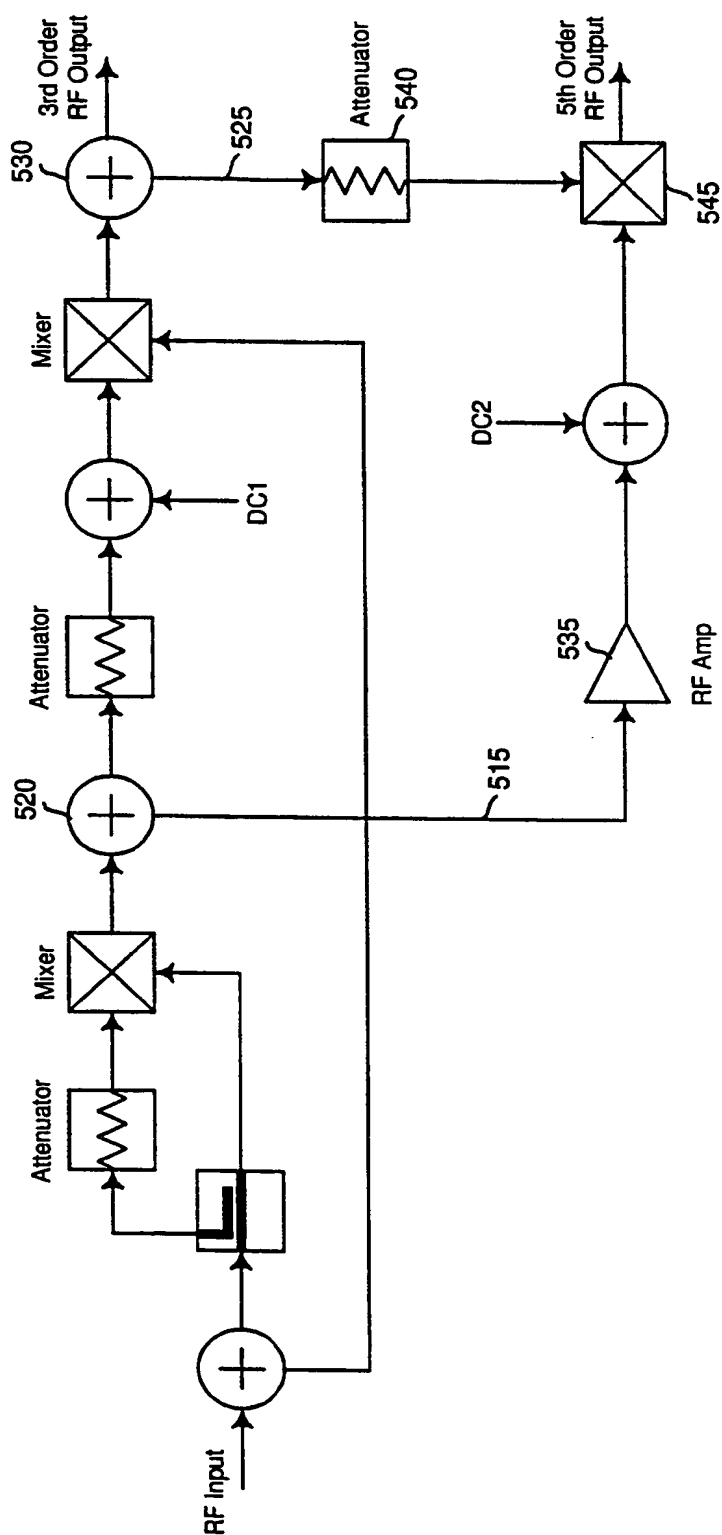 RF Input
Attenuator
Mixer
520
Attenuator
DC1
Mixer
530
3rd Order
RF Output
525
Attenuator
540
515
535
RF Amp
DC2
5th Order
RF Output
545